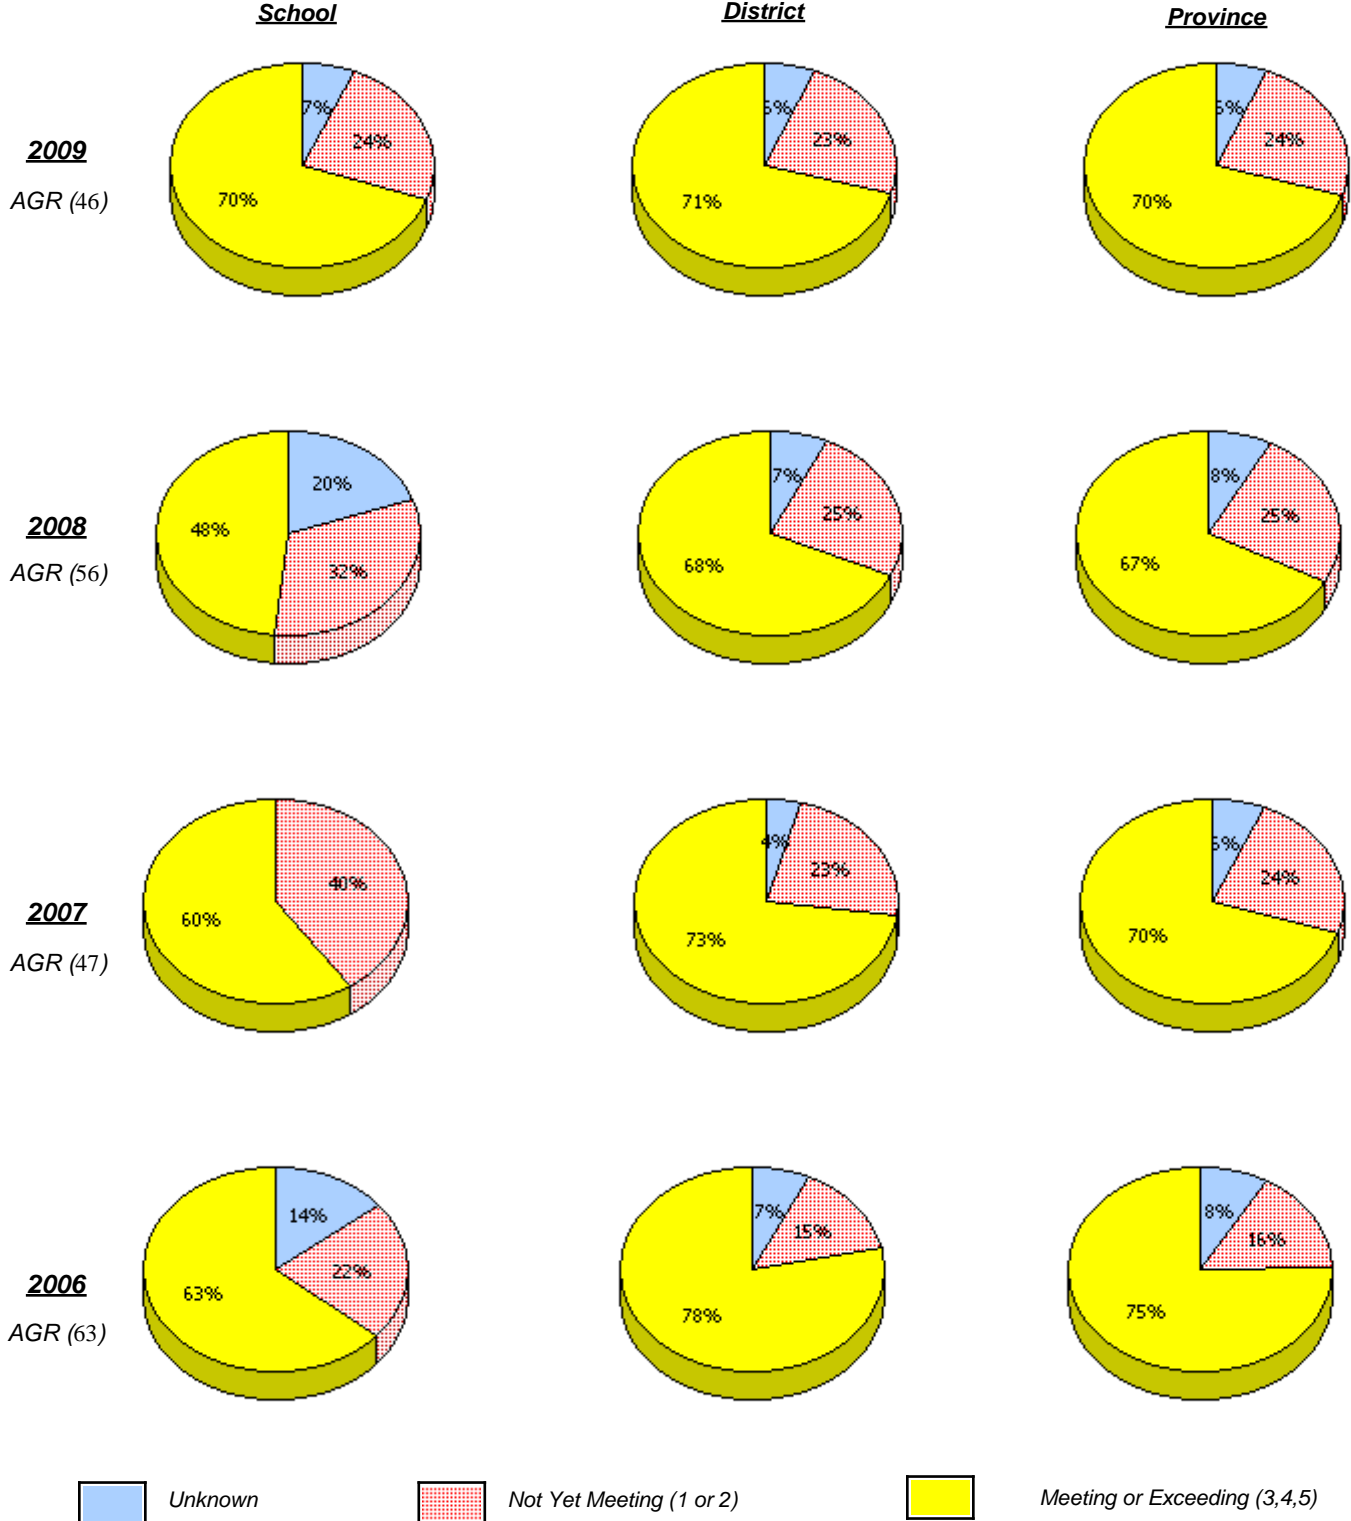 School District Province
7% 6% 6%
24% 23% 24%
2009
AGR (46)
70% 71% 70%
20% 7% 8%
48% 25% 25%
2008
32% 68% 67%
AGR (56)
4% 6%
40% 23% 24%
2007
60% 73% 70%
AGR (47)
14% 7% 8%
22% 15% 16%
2006
63% 78% 75%
AGR (63)
Unknown Not Yet Meeting (1 or 2) Meeting or Exceeding (3,4,5)